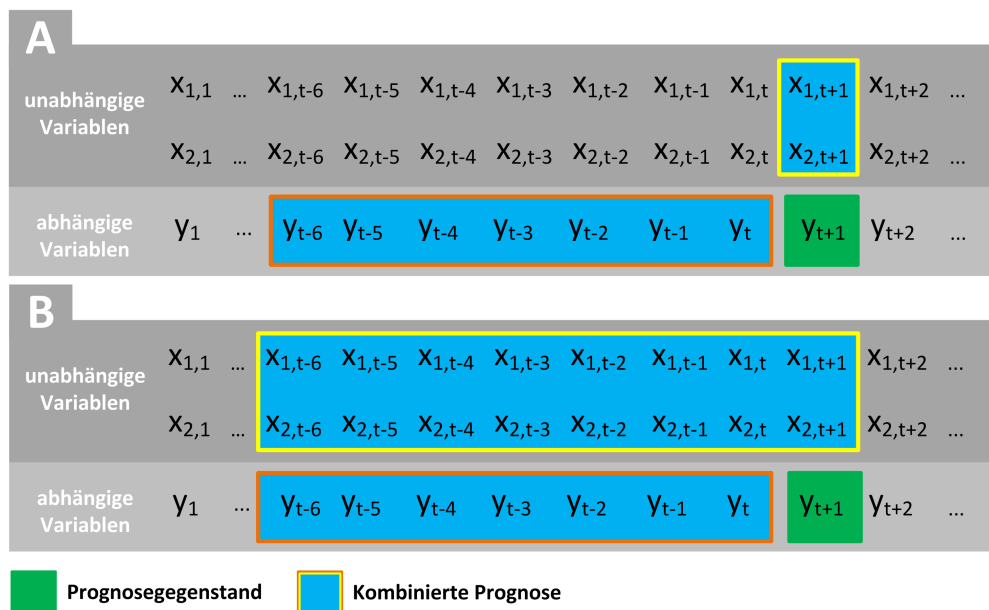 A
unabhängige
Variablen
x1,1 ... x1,t-6 x1,t-5 x1,t-4 x1,t-3 x1,t-2 x1,t-1 x1,t x1,t+1 x1,t+2 ...
x2,1 ... x2,t-6 x2,t-5 x2,t-4 x2,t-3 x2,t-2 x2,t-1 x2,t x2,t+1 x2,t+2 ...
abhängige
Variablen
y1 ... yt-6 yt-5 yt-4 yt-3 yt-2 yt-1 yt yt+1 yt+2 ...
B
unabhängige
Variablen
x1,1 ... x1,t-6 x1,t-5 x1,t-4 x1,t-3 x1,t-2 x1,t-1 x1,t x1,t+1 x1,t+2 ...
x2,1 ... x2,t-6 x2,t-5 x2,t-4 x2,t-3 x2,t-2 x2,t-1 x2,t x2,t+1 x2,t+2 ...
abhängige
Variablen
y1 ... yt-6 yt-5 yt-4 yt-3 yt-2 yt-1 yt yt+1 yt+2 ...
Prognosegegenstand Kombinierte Prognose